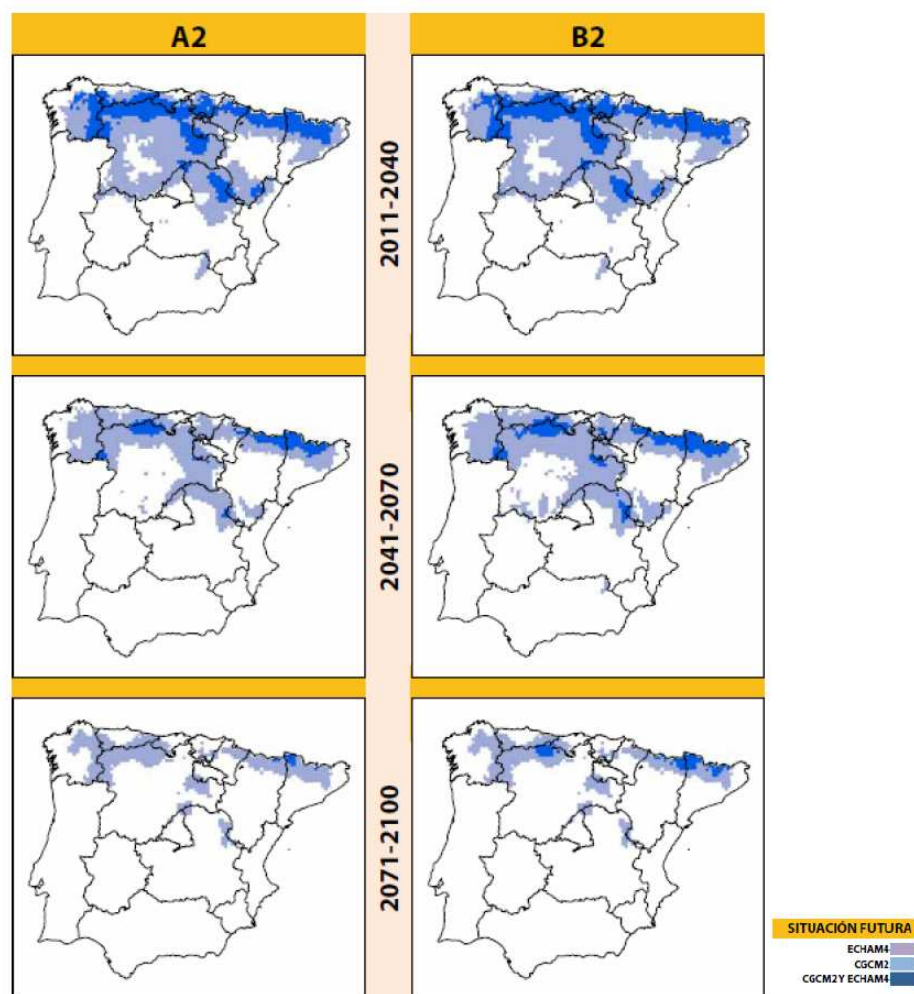 A2
B2
2011-2040
2041-2070
2071-2100
SITUACIÓN FUTURA
ECHAM4
CGCM2
CGCM2Y ECHAM4